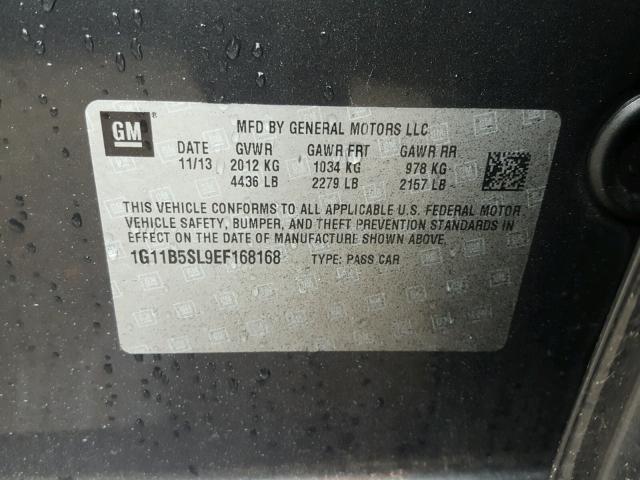 GM ®
MFD BY GENERAL MOTORS LLC
DATE GVWR GAWR FRT GAWR RR
11/13 2012 KG 1034 KG 978 KG
4436 LB 2279 LB 2157 LB
THIS VEHICLE CONFORMS TO ALL APPLICABLE U.S. FEDERAL MOTOR
VEHICLE SAFETY, BUMPER, AND THEFT PREVENTION STANDARDS IN
EFFECT ON THE DATE OF MANUFACTURE SHOWN ABOVE.
1G11B5SL9EF168168 TYPE: PASS CAR